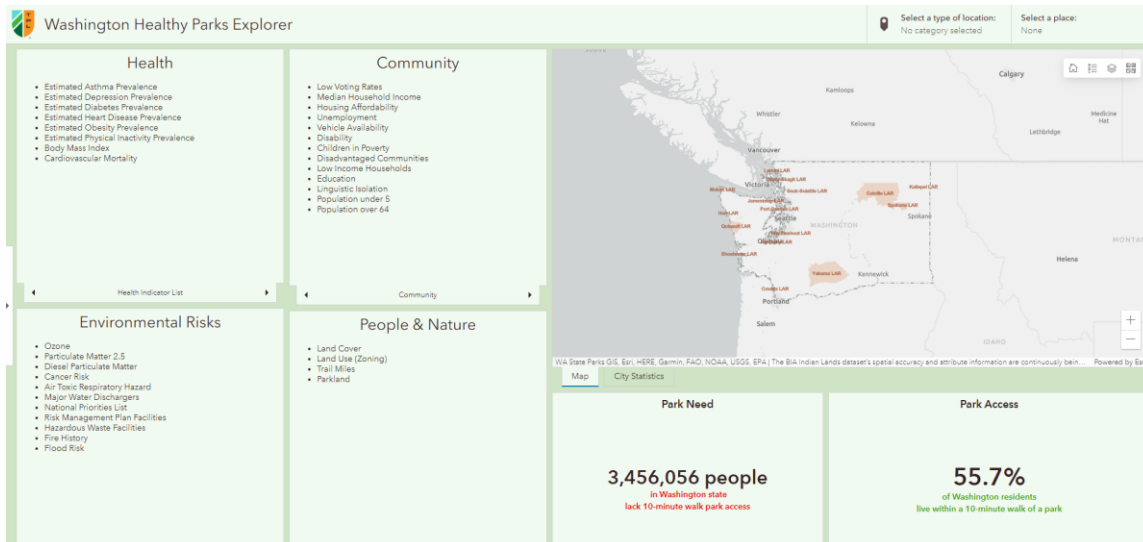 Washington Healthy Parks Explorer
Select a type of location:
No category selected
Select a place:
None
Health
Estimated Asthma Prevalence
Estimated Depression Prevalence
Estimated Diabetes Prevalence
Estimated Heart Disease Prevalence
Estimated Obesity Prevalence
Estimated Physical Inactivity Prevalence
Body Mass Index
Cardiovascular Mortality
Health Indicator List
Community
Low Voting Rates
Median Household Income
Housing Affordability
Unemployment
Vehicle Availability
Disability
Children in Poverty
Disadvantaged Communities
Low Income Households
Education
Linguistic Isolation
Population under 5
Population over 64
Community
Environmental Risks
Ozone
Particulate Matter 2.5
Diesel Particulate Matter
Cancer Risk
Air Toxic Respiratory Hazard
Major Water Dischargers
National Priorities List
Risk Management Plan Facilities
Hazardous Waste Facilities
Fire History
Flood Risk
People & Nature
Land Cover
Land Use (Zoning)
Trail Miles
Parkland
Calgary
Kamloops
Whistler
Kelowna
Medicine
Hat
Lethbridge
Vancouver
Victoria
Kalispel LAR
Colville LAR
Spokane LAR
Spokane
Seattle
WASHINGTON
MONTA
Helena
Yakama LAR
Kennewick
Portland
Salem
IDAHO
WA State Parks GIS, Esri, HERE, Garmin, FAO, NOAA, USGS, EPA | The BIA Indian Lands dataset's spatial accuracy and attribute information are continuously bein...
Powered by Es
Map
City Statistics
Park Need
3,456,056 people
in Washington state
lack 10-minute walk park access
Park Access
55.7%
of Washington residents
live within a 10-minute walk of a park